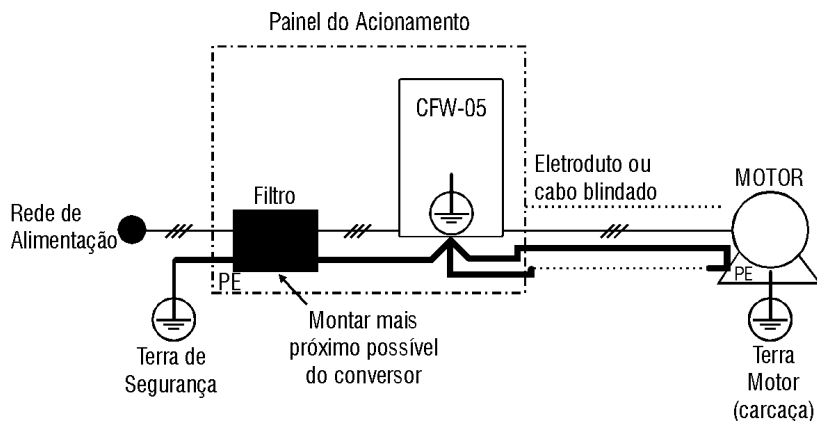 Painel do Acionamento
CFW-05
Eletroduto ou
cabo blindado
MOTOR
Filtro
Rede de
Alimentação
PE
PE
Montar mais
próximo possível
do conversor
Terra de
Segurança
Terra
Motor
(carcaça)